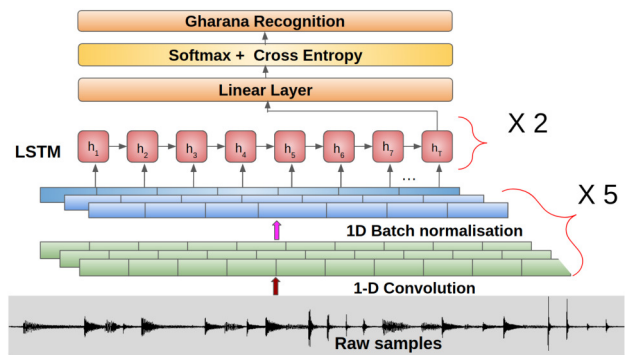 Gharana Recognition
Softmax + Cross Entropy
Linear Layer
LSTM
h1 h2 h3 h4 h5 h6 h7 hT
...
X 2
X 5
1D Batch normalisation
1-D Convolution
Raw samples